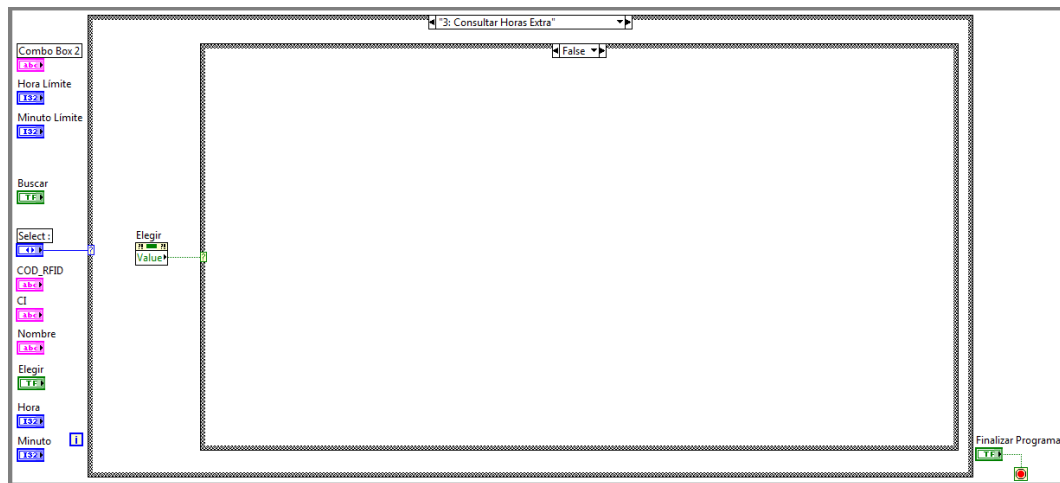 "3: Consultar Horas Extra"
False
Combo Box 2
abc
Hora Límite
I32
Minuto Límite
I32
Buscar
TF
Select :
?
Elegir
Value
?
COD_RFID
abc
CI
abc
Nombre
abc
Elegir
TF
Hora
I32
Minuto
i
I32
Finalizar Programa
TF